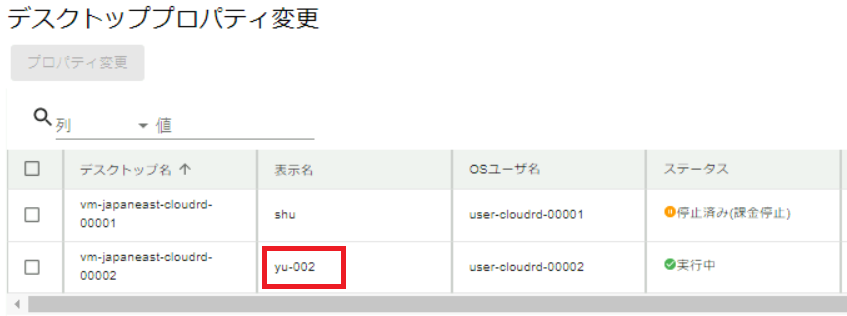 デスクトッププロパティ変更
プロパティ変更
列 値
デスクトップ名 表示名 OSユーザ名 ステータス
vm-japaneast-cloudrd-00001 shu user-cloudrd-00001 停止済み(課金停止)
vm-japaneast-cloudrd-00002 yu-002 user-cloudrd-00002 実行中